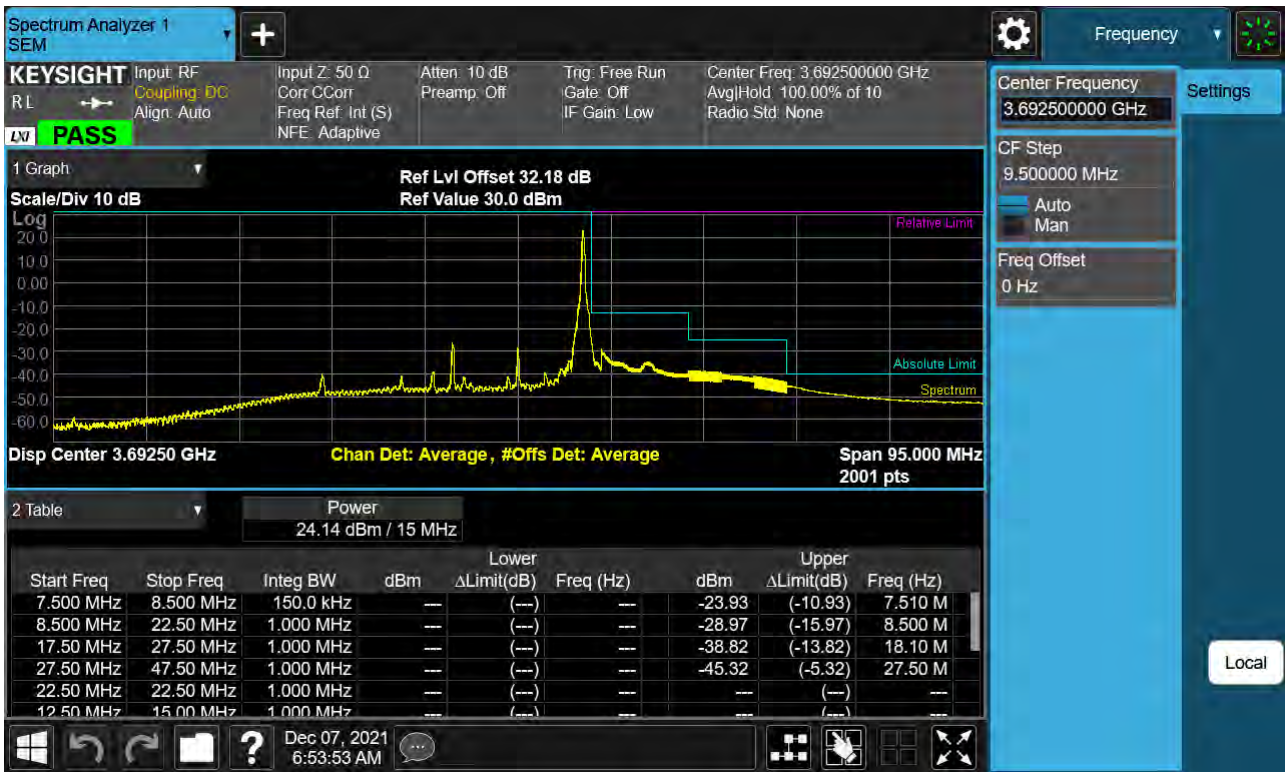 Spectrum Analyzer 1
SEM
Frequency
KEYSIGHT
R L
LXI
PASS
Input: RF
Coupling: DC
Align: Auto
Input Z: 50 Ω
Corr CCorr
Freq Ref: Int (S)
NFE: Adaptive
Atten: 10 dB
Preamp: Off
Trig: Free Run
Gate: Off
IF Gain: Low
Center Freq: 3.692500000 GHz
Avg|Hold: 100.00% of 10
Radio Std: None
Center Frequency
3.692500000 GHz
Settings
CF Step
9.500000 MHz
Auto
Man
Freq Offset
0 Hz
1 Graph
Ref Lvl Offset 32.18 dB
Scale/Div 10 dB
Ref Value 30.0 dBm
Log
20.0
10.0
0.00
-10.0
-20.0
-30.0
-40.0
-50.0
-60.0
Relative Limit
Absolute Limit
Spectrum
Disp Center 3.69250 GHz
Chan Det: Average, #Offs Det: Average
Span 95.000 MHz
2001 pts
2 Table
Power
24.14 dBm / 15 MHz
Lower Upper
Start Freq Stop Freq Integ BW dBm ΔLimit(dB) Freq (Hz) dBm ΔLimit(dB) Freq (Hz)
7.500 MHz 8.500 MHz 150.0 kHz --- (---) --- -23.93 (-10.93) 7.510 M
8.500 MHz 22.50 MHz 1.000 MHz --- (---) --- -28.97 (-15.97) 8.500 M
17.50 MHz 27.50 MHz 1.000 MHz --- (---) --- -38.82 (-13.82) 18.10 M
27.50 MHz 47.50 MHz 1.000 MHz --- (---) --- -45.32 (-5.32) 27.50 M
22.50 MHz 22.50 MHz 1.000 MHz --- (---) --- --- (---) ---
12.50 MHz 15.00 MHz 1.000 MHz --- (---) --- --- (---) ---
Local
?
Dec 07, 2021
6:53:53 AM